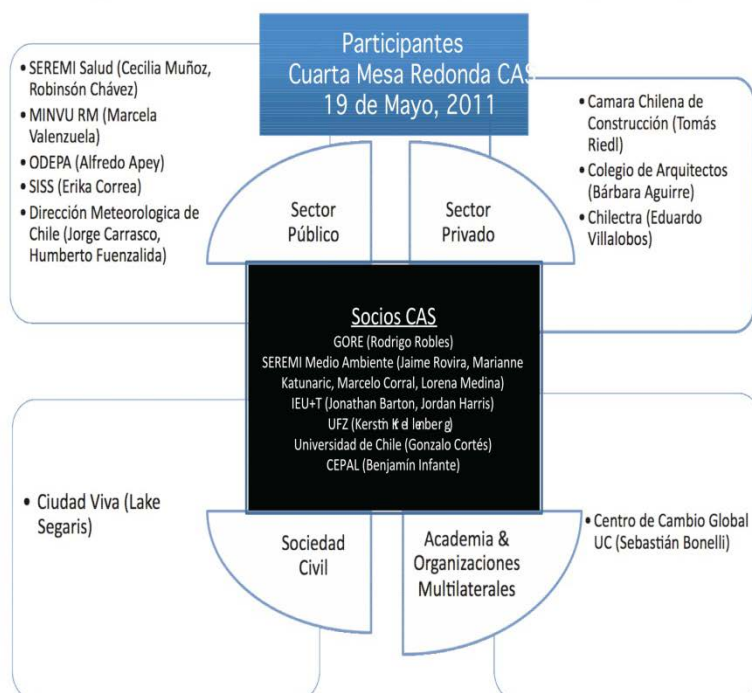 Participantes
Cuarta Mesa Redonda CAS
19 de Mayo, 2011
• SEREMI Salud (Cecilia Muñoz,
Robinsón Chávez)
• MINVU RM (Marcela
Valenzuela)
• ODEPA (Alfredo Apey)
• SISS (Erika Correa)
• Dirección Meteorologica de
Chile (Jorge Carrasco,
Humberto Fuenzalida)
Sector
Público
Sector
Privado
• Camara Chilena de
Construcción (Tomás
Riedl)
• Colegio de Arquitectos
(Bárbara Aguirre)
• Chilectra (Eduardo
Villalobos)
Socios CAS
GORE (Rodrigo Robles)
SEREMI Medio Ambiente (Jaime Rovira, Marianne
Katunaric, Marcelo Corral, Lorena Medina)
IEU+T (Jonathan Barton, Jordan Harris)
UFZ (Kerstin
Universidad de Chile (Gonzalo Cortés)
CEPAL (Benjamín Infante)
• Ciudad Viva (Lake
Segaris)
Sociedad
Civil
Academia &
Organizaciones
Multilaterales
• Centro de Cambio Global
UC (Sebastián Bonelli)